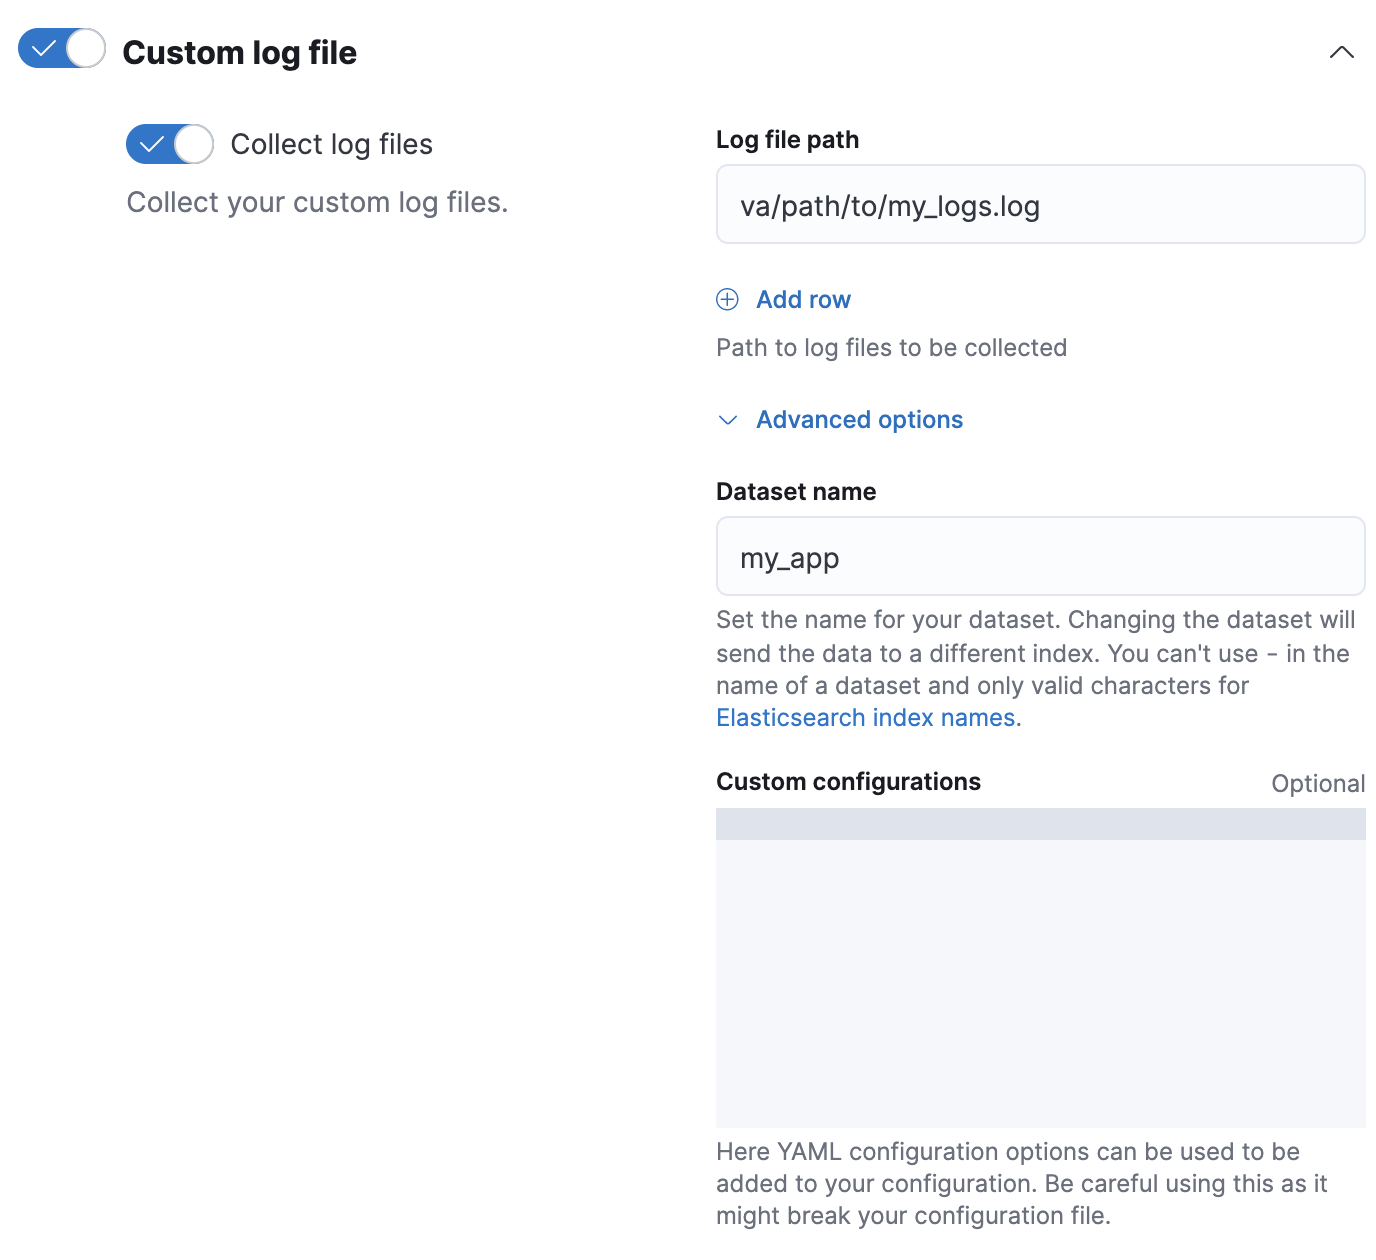 Custom log file
Collect log files
Collect your custom log files.
Log file path
va/path/to/my_logs.log
Add row
Path to log files to be collected
Advanced options
Dataset name
my_app
Set the name for your dataset. Changing the dataset will
send the data to a different index. You can't use - in the
name of a dataset and only valid characters for
Elasticsearch index names.
Custom configurations
Optional
Here YAML configuration options can be used to be
added to your configuration. Be careful using this as it
might break your configuration file.